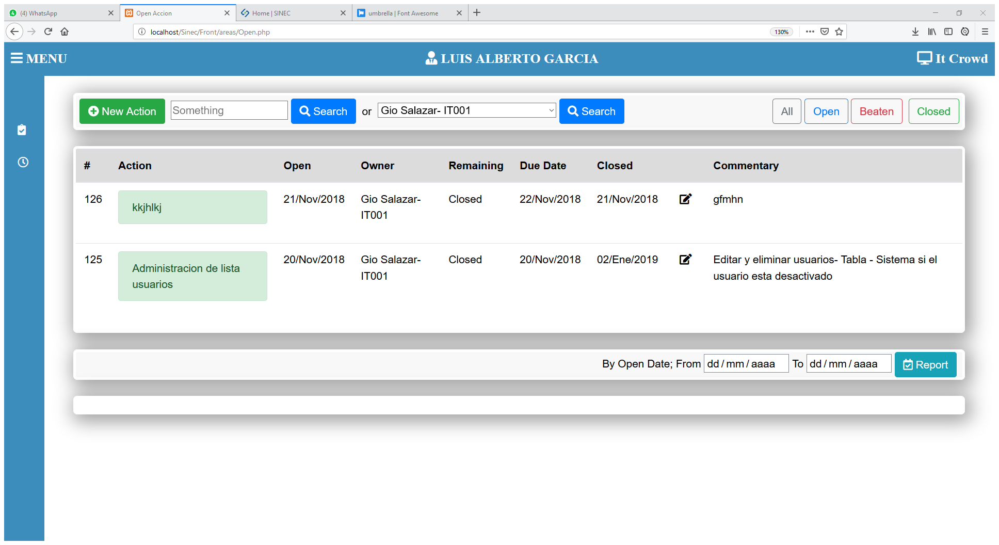 4 (4) WhatsApp
Open Accion
Home | SINEC
umbrella | Font Awesome
localhost/Sinec/Front/areas/Open.php
130%
MENU
LUIS ALBERTO GARCIA
It Crowd
New Action
Something
Search
or
Gio Salazar- IT001
Search
All
Open
Beaten
Closed
# Action Open Owner Remaining Due Date Closed Commentary
126 kkjhlkj 21/Nov/2018 Gio Salazar- Closed 22/Nov/2018 21/Nov/2018 gfmhn
IT001
125 Administracion de lista 20/Nov/2018 Gio Salazar- Closed 20/Nov/2018 02/Ene/2019 Editar y eliminar usuarios- Tabla - Sistema si el
usuarios IT001 usuario esta desactivado
By Open Date; From dd/mm/aaaa To dd/mm/aaaa Report